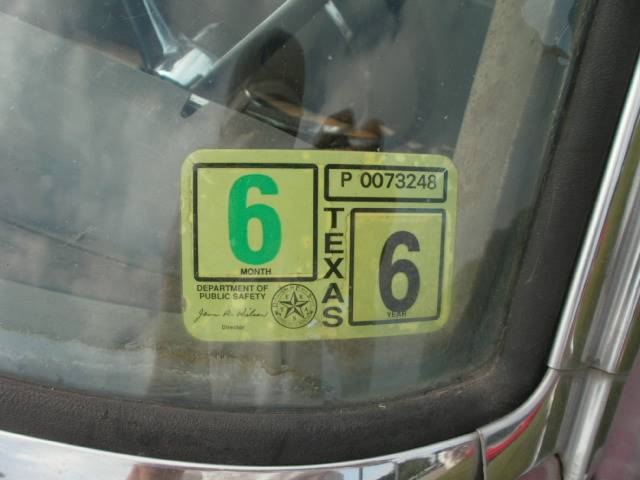 6
MONTH
P 0073248
TEXAS
6
YEAR
DEPARTMENT OF
PUBLIC SAFETY
Director